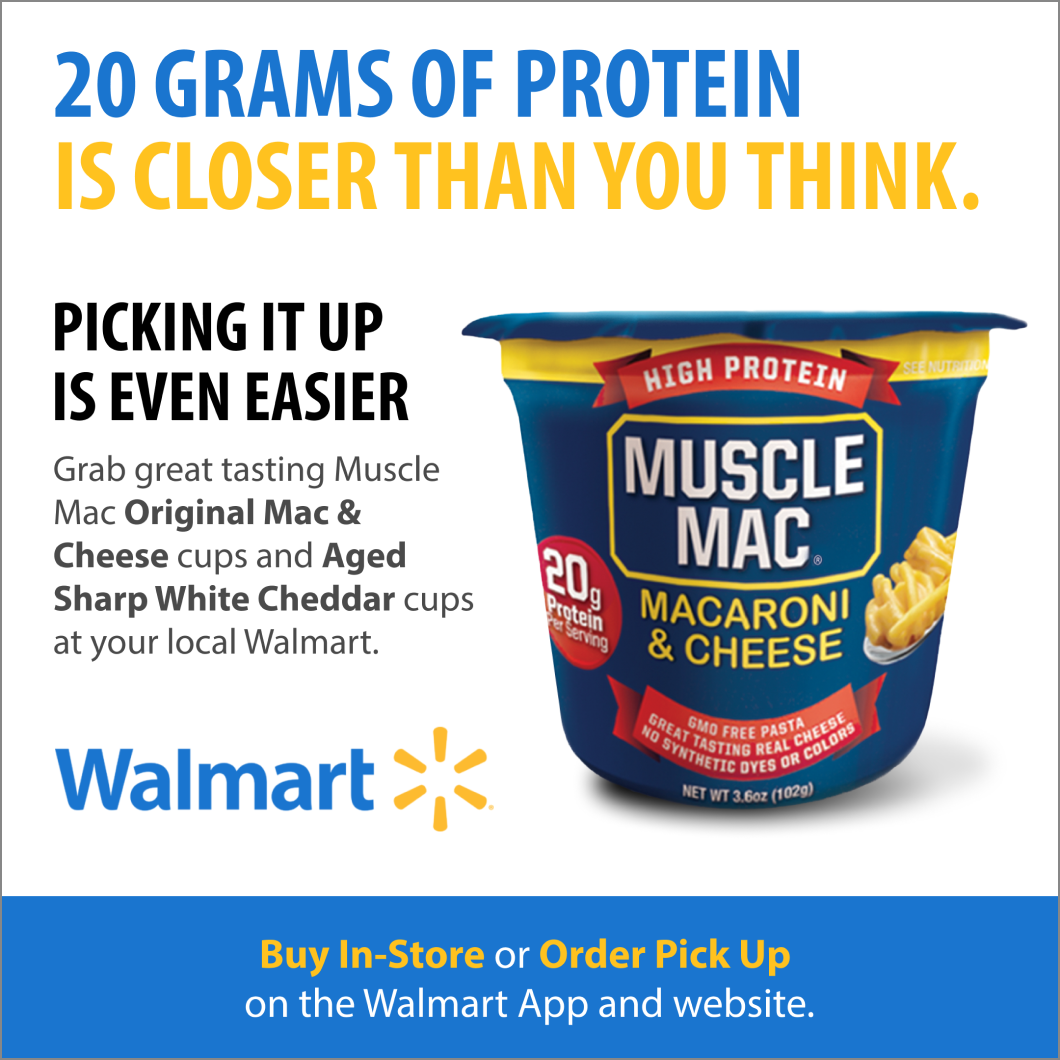 20 GRAMS OF PROTEIN
IS CLOSER THAN YOU THINK.
PICKING IT UP
IS EVEN EASIER
Grab great tasting Muscle
Mac Original Mac &
Cheese cups and Aged
Sharp White Cheddar cups
at your local Walmart.
Walmart
HIGH PROTEIN
SEE NUTRITION
MUSCLE
MAC®
20g
Protein
Per Serving
MACARONI
& CHEESE
GMO FREE PASTA
GREAT TASTING REAL CHEESE
NO SYNTHETIC DYES OR COLORS
NET WT 3.6oz (102g)
Buy In-Store or Order Pick Up
on the Walmart App and website.